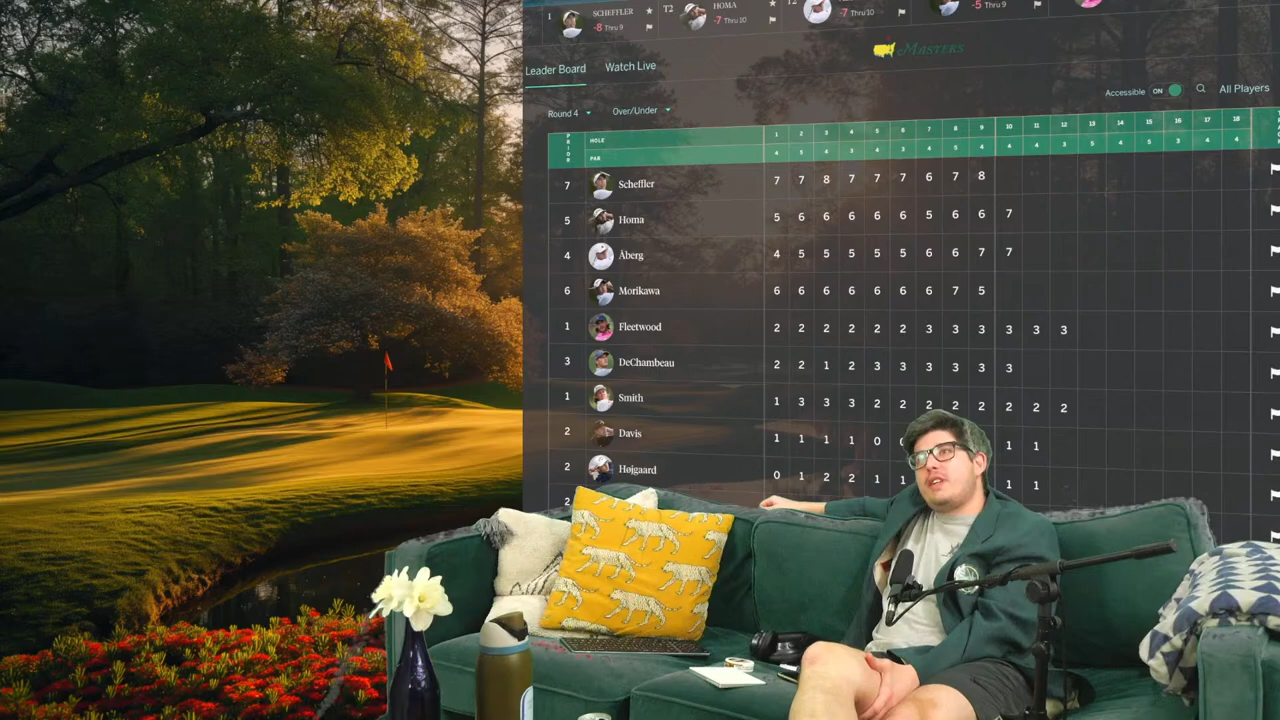 1 SCHEFFLER -8 Thru 9
T2 HOMA -7 Thru 10
-7 Thru 10
-5 Thru 9
Masters
Leader Board Watch Live
Accessible ON All Players
Round 4 Over/Under
PRIOR HOLE 1 2 3 4 5 6 7 8 9 10 11 12 13 14 15 16 17 18
PAR 4 5 4 3 4 3 4 5 4 4 4 3 5 4 5 3 4 4
7 Scheffler 7 7 8 7 7 7 6 7 8
5 Homa 5 6 6 6 6 6 5 6 6 7
4 Åberg 4 5 5 5 5 5 6 6 7 7
6 Morikawa 6 6 6 6 6 6 6 7 5
1 Fleetwood 2 2 2 2 2 2 3 3 3 3 3 3
3 DeChambeau 2 2 1 2 3 3 3 3 3 3
1 Smith 1 3 3 3 2 2 2 2 2 2 2 2
2 Davis 1 1 1 1 0 1 1
2 Højgaard 0 1 2 2 1 1 1 1
2